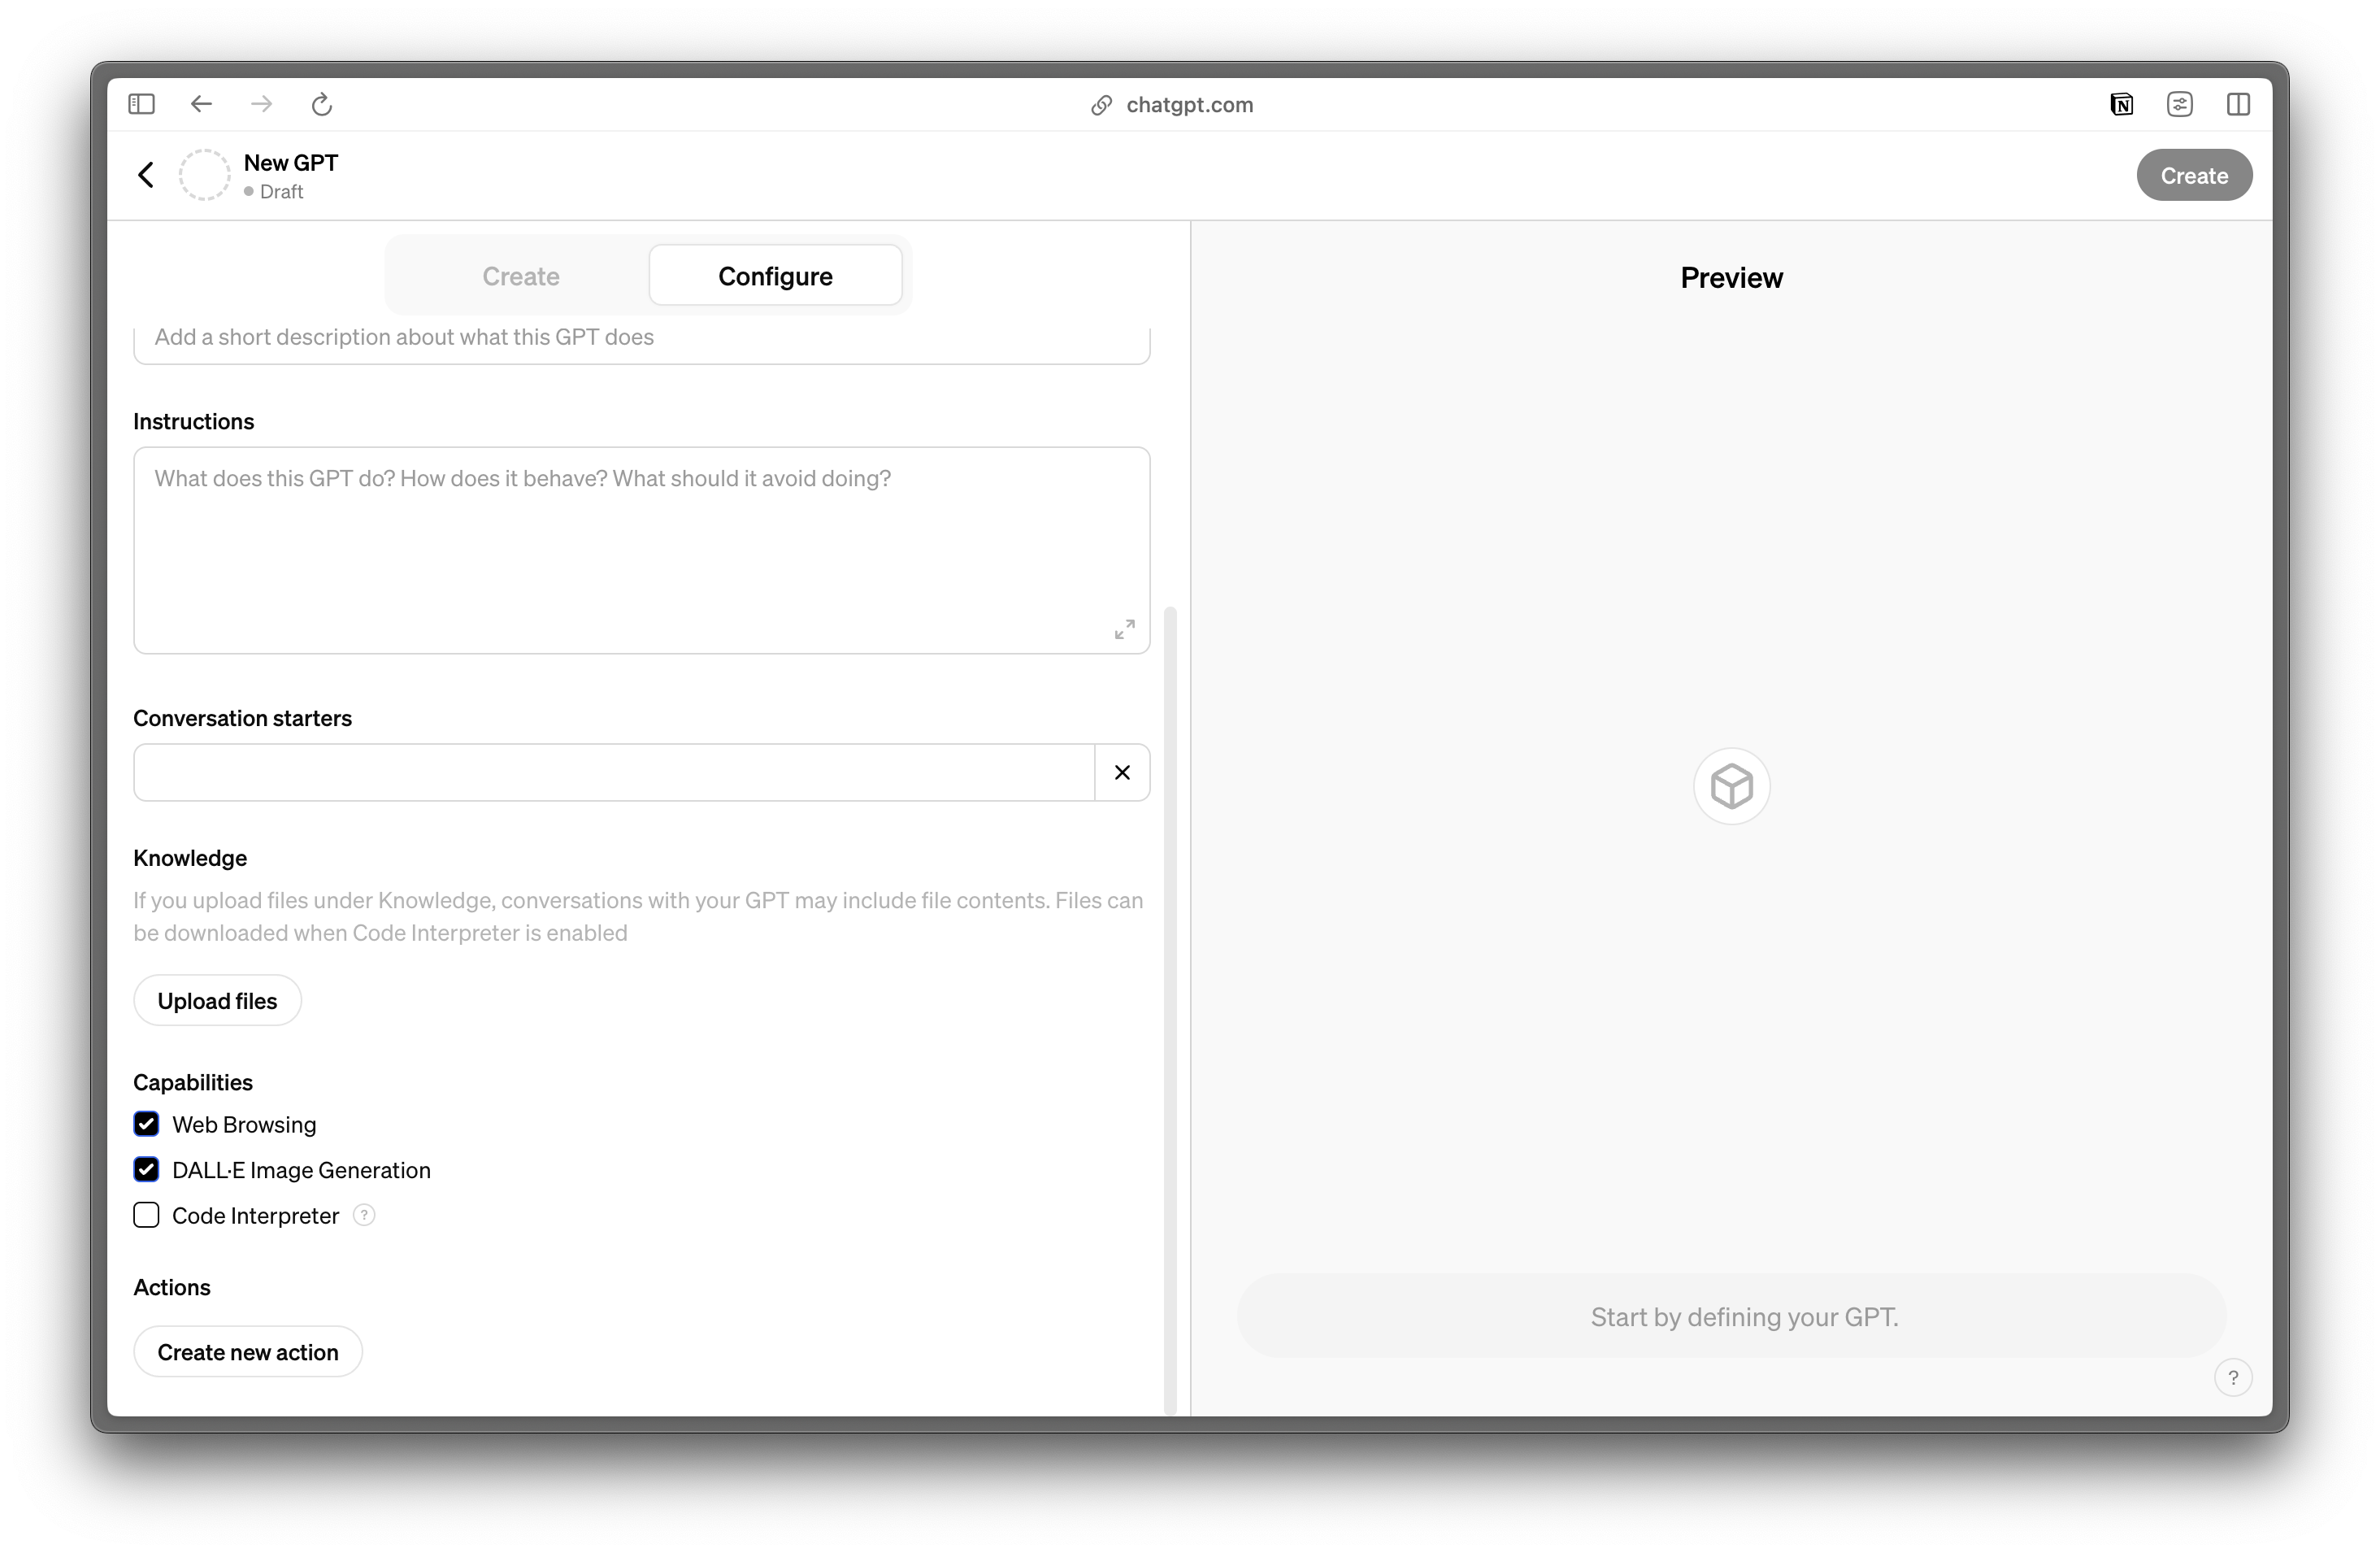 chatgpt.com
New GPT
Draft
Create
Create
Configure
Add a short description about what this GPT does
Instructions
What does this GPT do? How does it behave? What should it avoid doing?
Conversation starters
Knowledge
If you upload files under Knowledge, conversations with your GPT may include file contents. Files can
be downloaded when Code Interpreter is enabled
Upload files
Capabilities
Web Browsing
DALL·E Image Generation
Code Interpreter ?
Actions
Create new action
Preview
Start by defining your GPT.
?